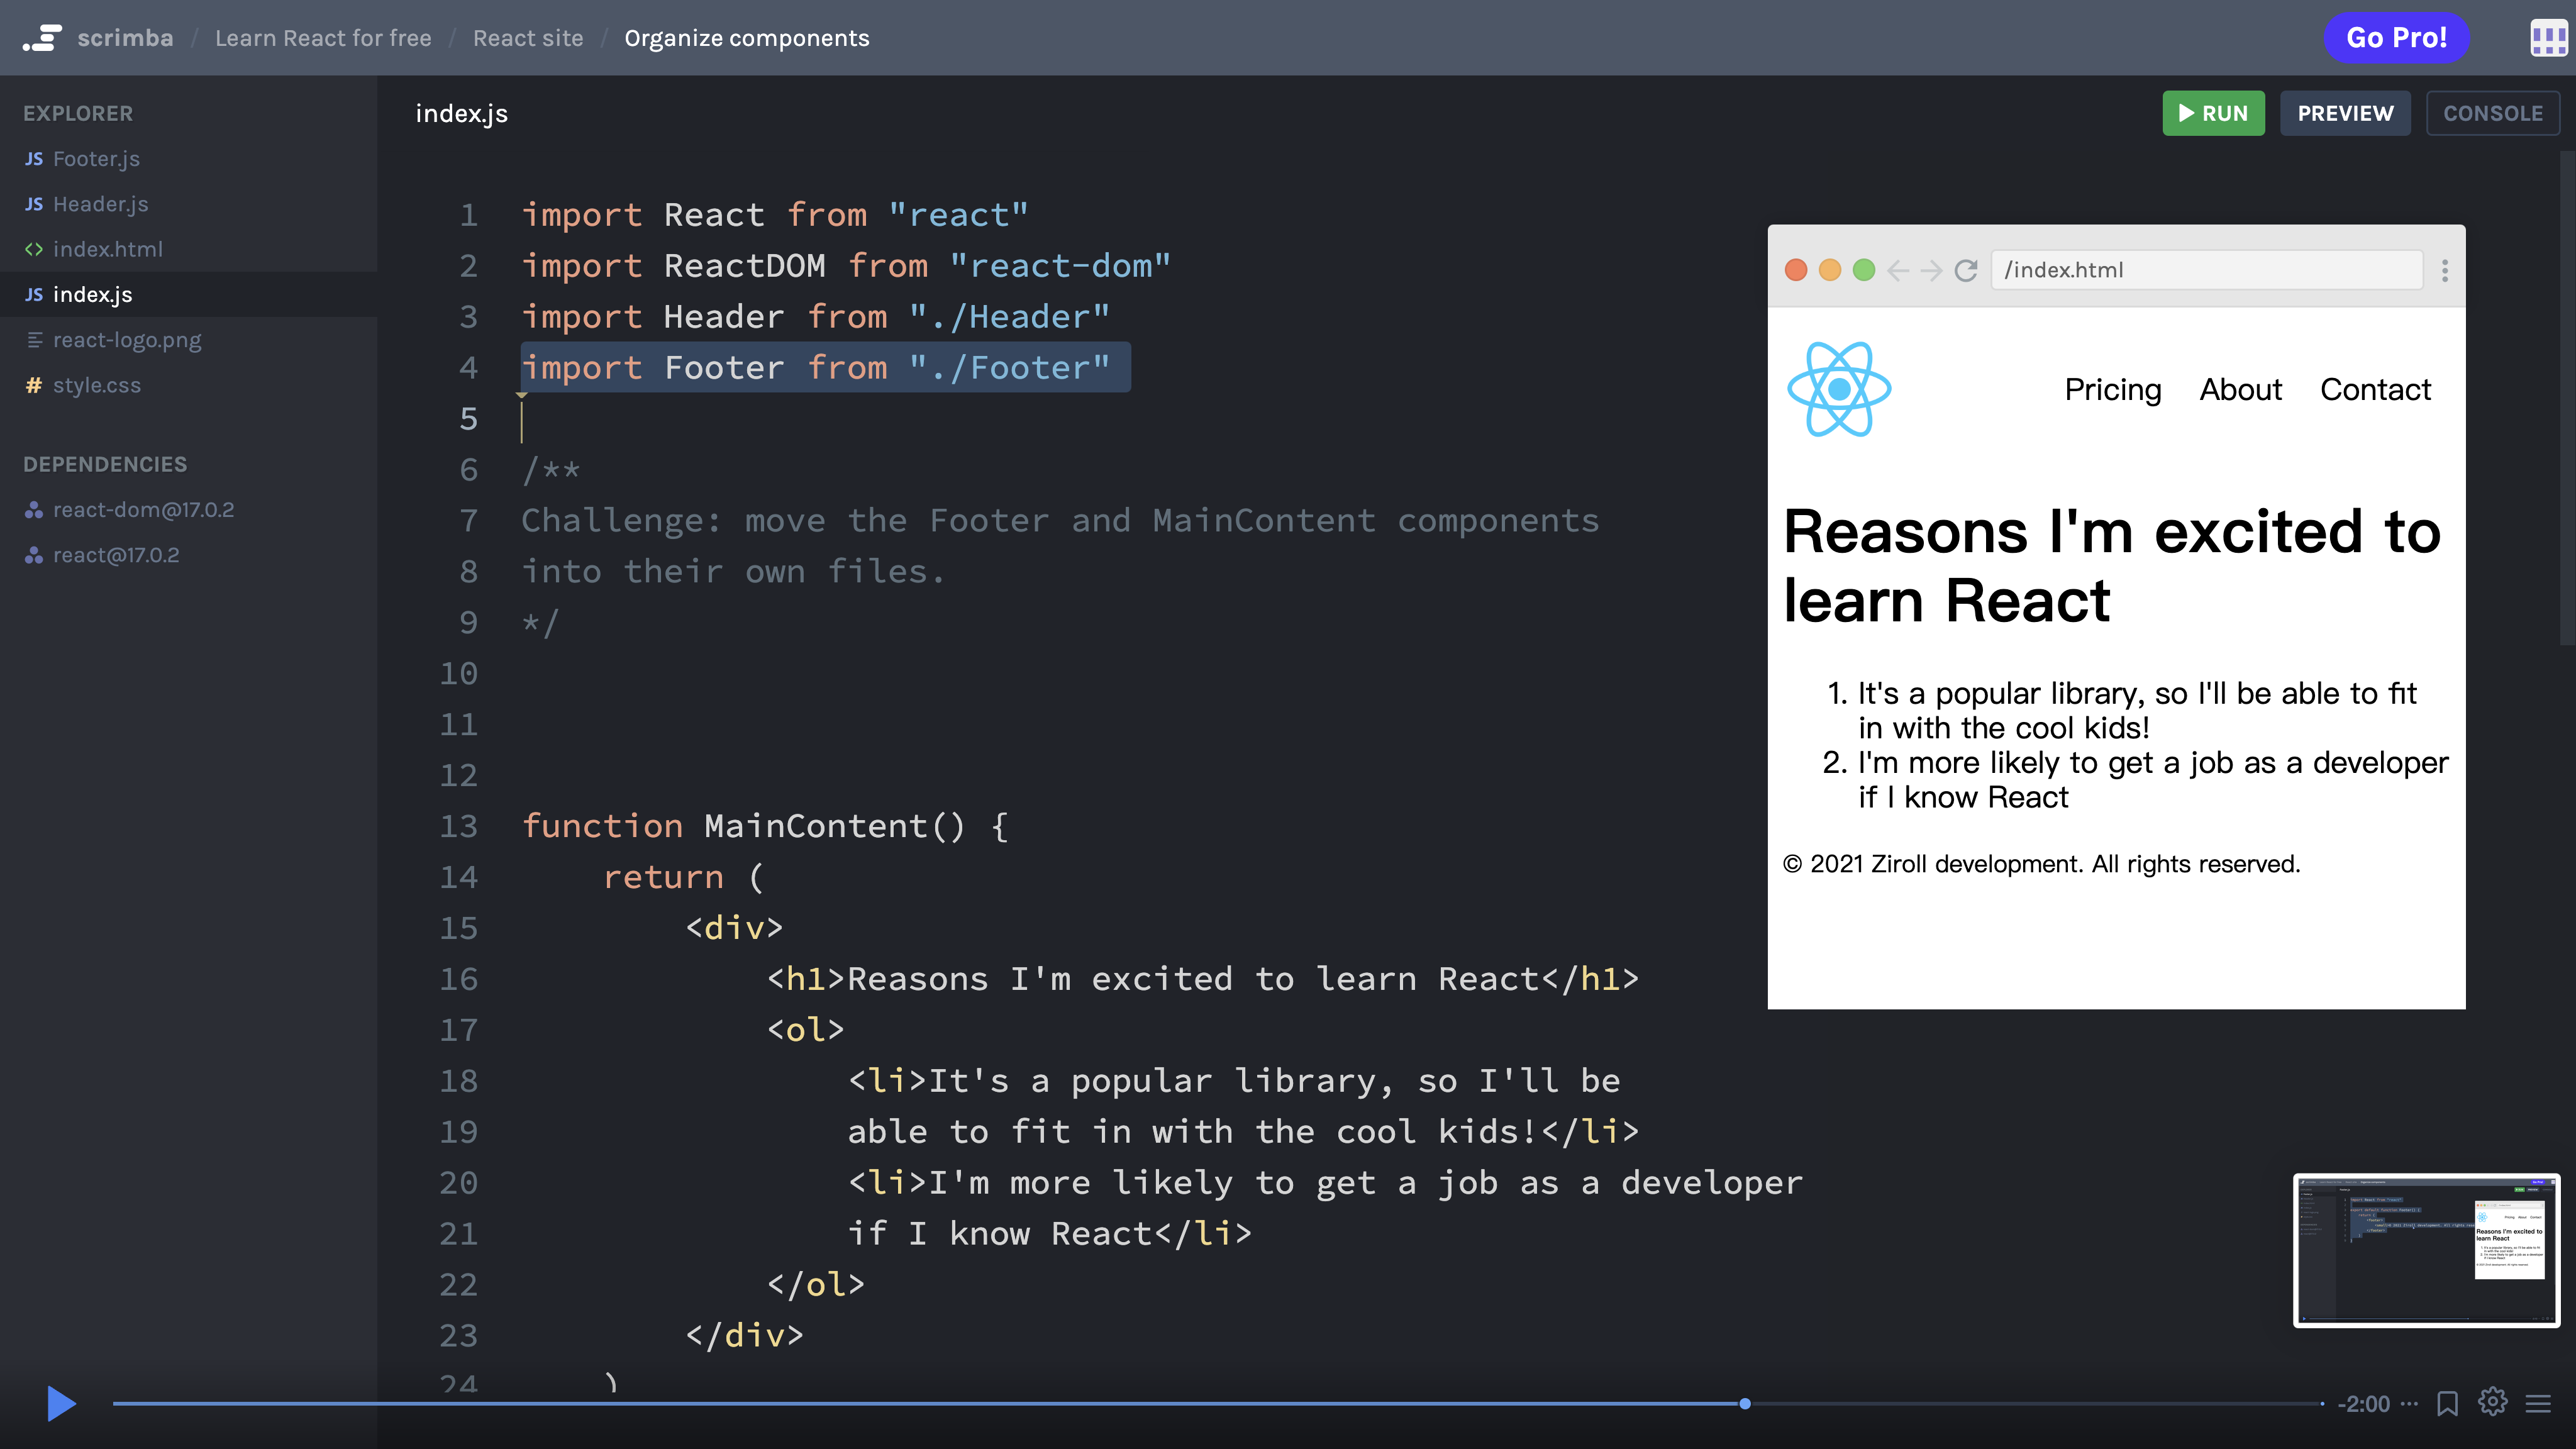 scrimba / Learn React for free / React site / Organize components
Go Pro!
EXPLORER
JS Footer.js
JS Header.js
<> index.html
JS index.js
react-logo.png
# style.css
DEPENDENCIES
react-dom@17.0.2
react@17.0.2
index.js
RUN
PREVIEW
CONSOLE
1 import React from "react"
2 import ReactDOM from "react-dom"
3 import Header from "./Header"
4 import Footer from "./Footer"
5
6 /**
7 Challenge: move the Footer and MainContent components
8 into their own files.
9 */
10
11
12
13 function MainContent() {
14 return (
15 <div>
16 <h1>Reasons I'm excited to learn React</h1>
17 <ol>
18 <li>It's a popular library, so I'll be
19 able to fit in with the cool kids!</li>
20 <li>I'm more likely to get a job as a developer
21 if I know React</li>
22 </ol>
23 </div>
24 )
/index.html
Pricing About Contact
Reasons I'm excited to
learn React
1. It's a popular library, so I'll be able to fit
in with the cool kids!
2. I'm more likely to get a job as a developer
if I know React
© 2021 Ziroll development. All rights reserved.
Reasons I'm excited to
learn React
-2:00